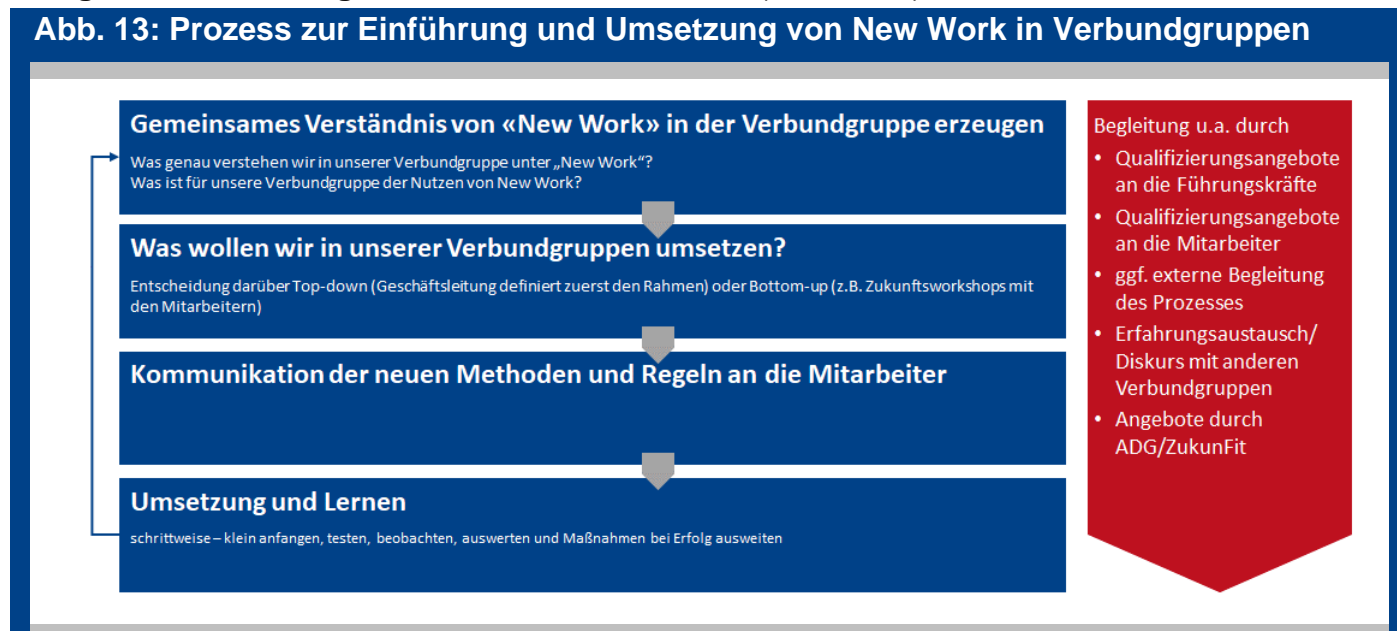 Abb. 13: Prozess zur Einführung und Umsetzung von New Work in Verbundgruppen
Gemeinsames Verständnis von «New Work» in der Verbundgruppe erzeugen
Was genau verstehen wir in unserer Verbundgruppe unter „New Work“?
Was ist für unsere Verbundgruppe der Nutzen von New Work?
Was wollen wir in unserer Verbundgruppen umsetzen?
Entscheidung darüber Top-down (Geschäftsleitung definiert zuerst den Rahmen) oder Bottom-up (z.B. Zukunftsworkshops mit
den Mitarbeitern)
Kommunikation der neuen Methoden und Regeln an die Mitarbeiter
Umsetzung und Lernen
schrittweise – klein anfangen, testen, beobachten, auswerten und Maßnahmen bei Erfolg ausweiten
Begleitung u.a. durch
• Qualifizierungsangebote
an die Führungskräfte
• Qualifizierungsangebote
an die Mitarbeiter
• ggf. externe Begleitung
des Prozesses
• Erfahrungsaustausch/
Diskurs mit anderen
Verbundgruppen
• Angebote durch
ADG/ZukunFit